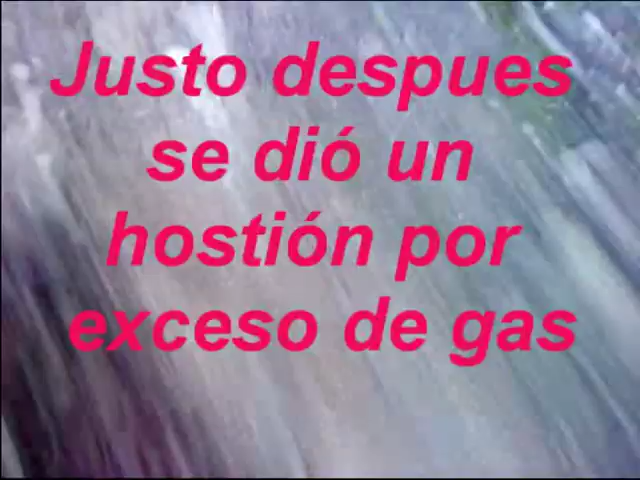 Justo despues
se dió un
hostión por
exceso de gas